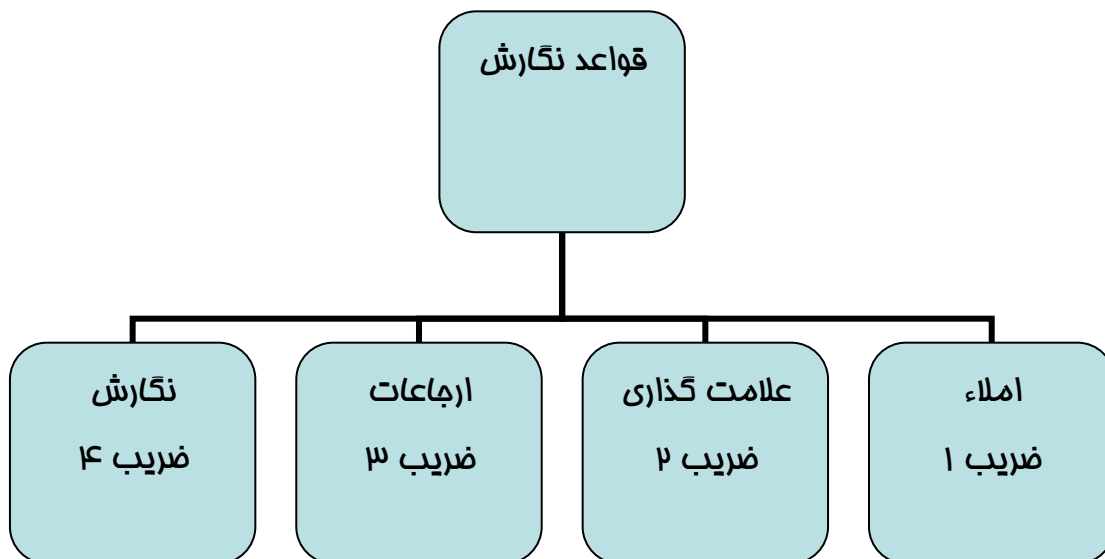 قواعد نگارش
املاء
ضریب ۱
علامت گذاری
ضریب ۲
ارجاعات
ضریب ۳
نگارش
ضریب ۴